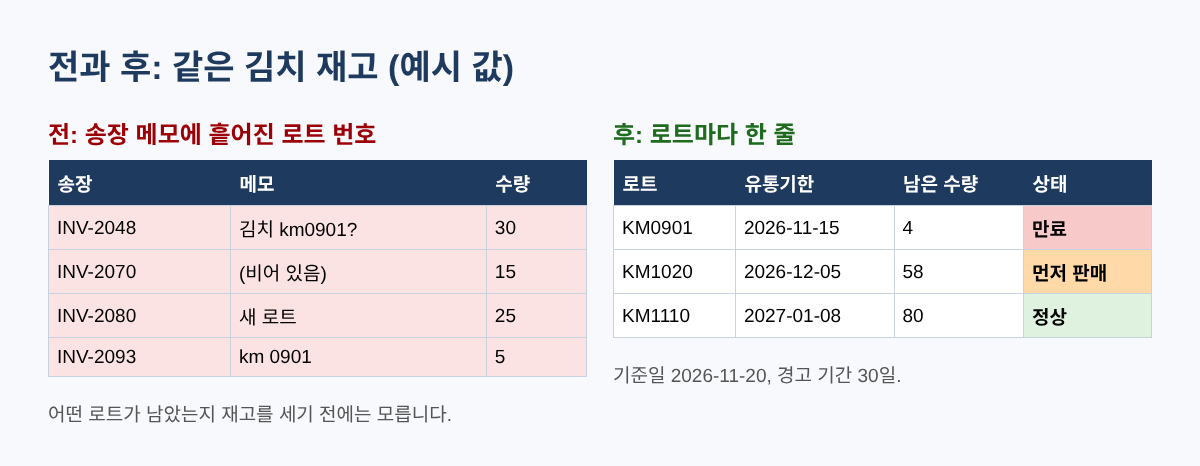 전과 후: 같은 김치 재고 (예시 값)
전: 송장 메모에 흩어진 로트 번호
송장 메모 수량
INV-2048 김치 km0901? 30
INV-2070 (비어 있음) 15
INV-2080 새 로트 25
INV-2093 km 0901 5
어떤 로트가 남았는지 재고를 세기 전에는 모릅니다.
후: 로트마다 한 줄
로트 유통기한 남은 수량 상태
KM0901 2026-11-15 4 만료
KM1020 2026-12-05 58 먼저 판매
KM1110 2027-01-08 80 정상
기준일 2026-11-20, 경고 기간 30일.